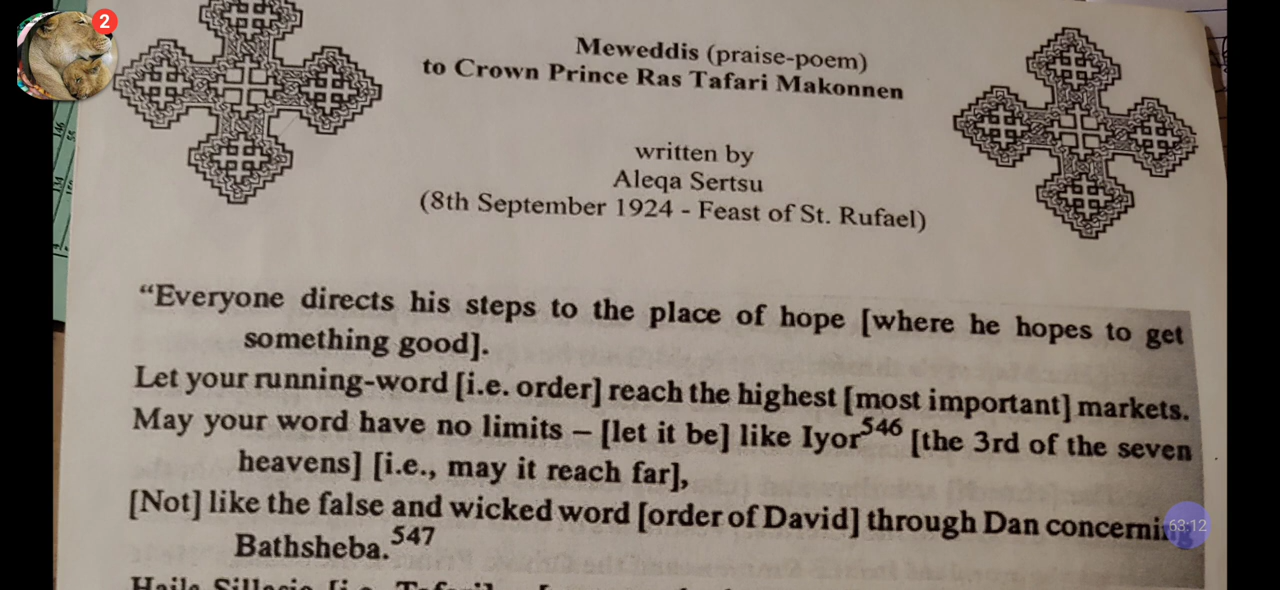 2
Meweddis (praise-poem)
to Crown Prince Ras Tafari Makonnen
written by
Aleqa Sertsu
(8th September 1924 - Feast of St. Rufael)
“Everyone directs his steps to the place of hope [where he hopes to get
something good].
Let your running-word [i.e. order] reach the highest [most important] markets.
May your word have no limits – [let it be] like Iyor546 [the 3rd of the seven
heavens] [i.e., may it reach far],
[Not] like the false and wicked word [order of David] through Dan concerning
63:12
Bathsheba.547